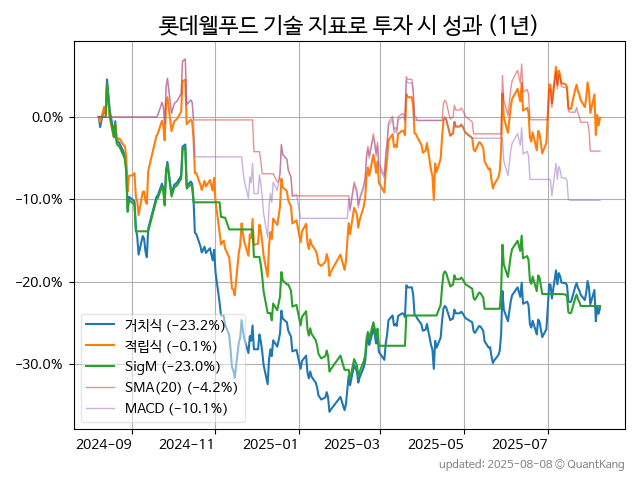 롯데웰푸드 기술 지표로 투자 시 성과 (1년)
0.0%
−10.0%
−20.0%
−30.0%
거치식 (−23.2%)
적립식 (−0.1%)
SigM (−23.0%)
SMA(20) (−4.2%)
MACD (−10.1%)
2024-09
2024-11
2025-01
2025-03
2025-05
2025-07
updated: 2025-08-08 © QuantKang